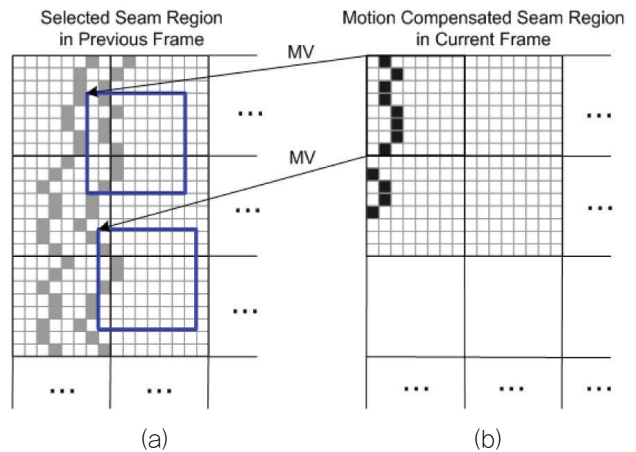 Selected Seam Region
in Previous Frame
Motion Compensated Seam Region
in Current Frame
MV
MV
...
...
...
...
...
... ...
... ... ...
(a)
(b)